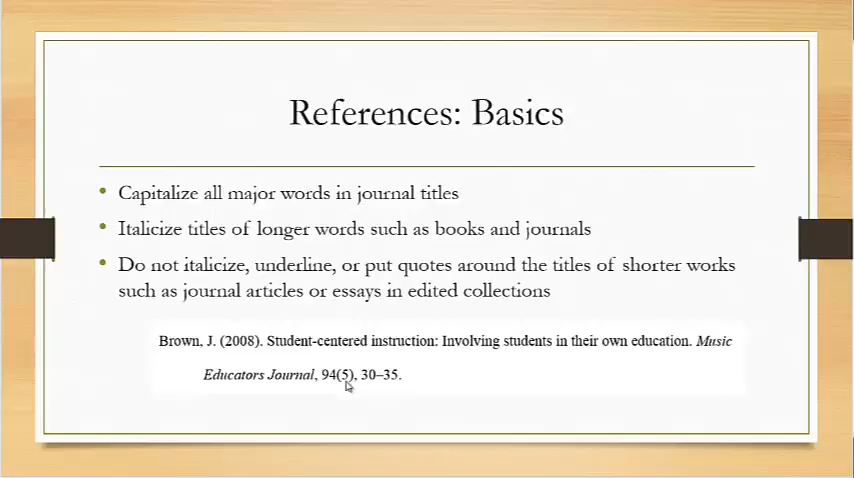 References: Basics
• Capitalize all major words in journal titles
• Italicize titles of longer words such as books and journals
• Do not italicize, underline, or put quotes around the titles of shorter works
such as journal articles or essays in edited collections
Brown, J. (2008). Student-centered instruction: Involving students in their own education. Music
Educators Journal, 94(5), 30–35.